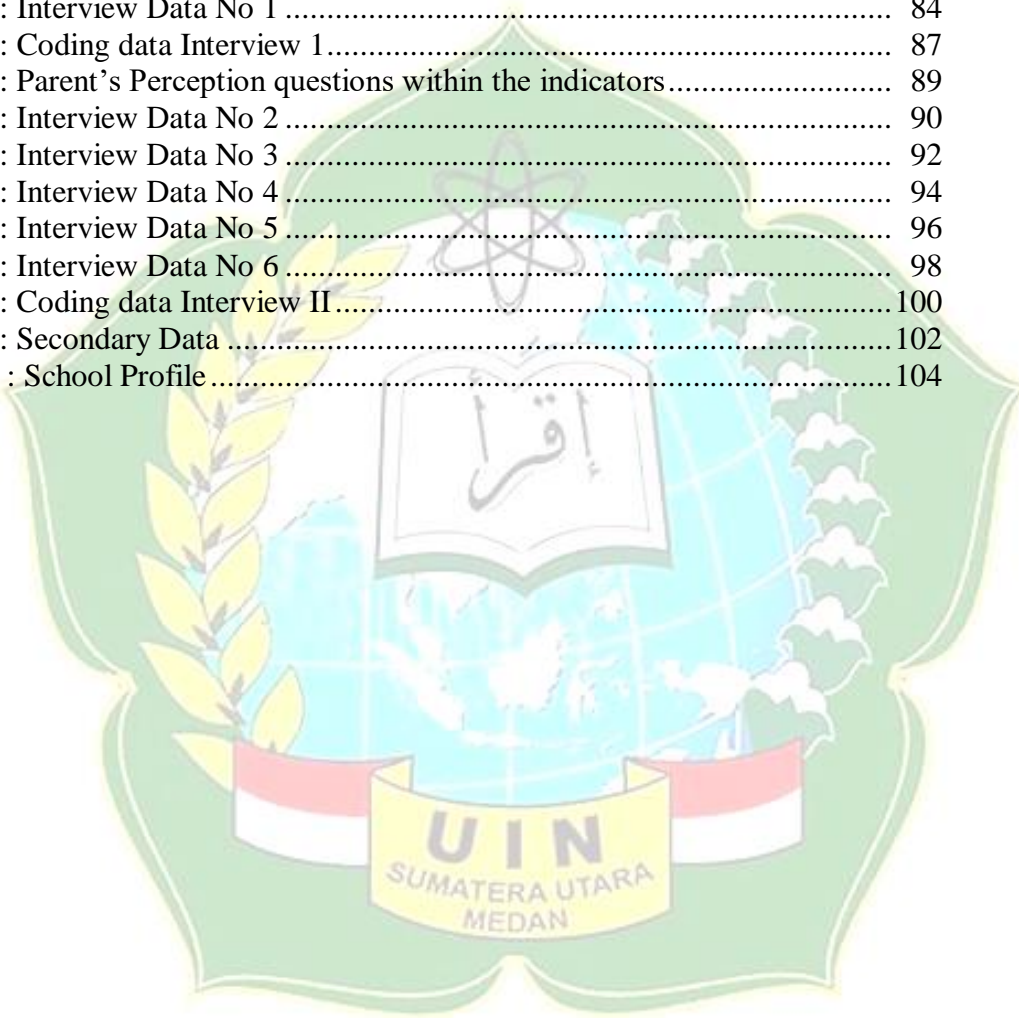 : Interview Data No 1 ........................................................................... 84
: Coding data Interview 1...................................................................... 87
: Parent’s Perception questions within the indicators............................ 89
: Interview Data No 2 ........................................................................... 90
: Interview Data No 3 ........................................................................... 92
: Interview Data No 4 ........................................................................... 94
: Interview Data No 5 ........................................................................... 96
: Interview Data No 6 ........................................................................... 98
: Coding data Interview II.....................................................................100
: Secondary Data ..................................................................................102
: School Profile.....................................................................................104
إقرأ
UIN
SUMATERA UTARA
MEDAN